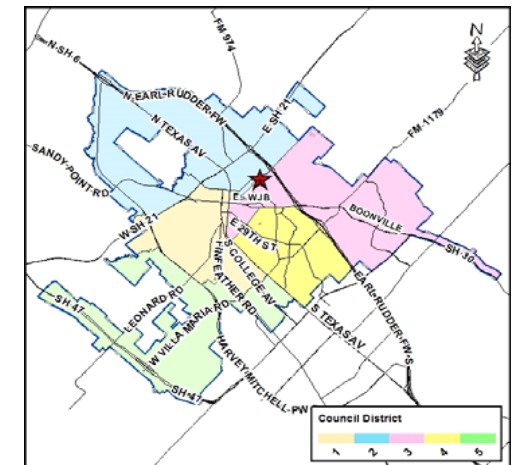 FM 974
N
N-SH-6
N-EARL-RUDDER-FW
E SH 21
FM-1179
N TEXAS AV
SANDY-POINT-RD
E WJB
BOONVILLE
W-SH 21
E 29TH ST
SH-30
S-COLLEGE-AV
FINFEATHER RD
EARL-RUDDER-FW-S
LEONARD RD
SH 47
W VILLA MARIA RD
S TEXAS AV
HARVEY-MITCHELL-PW
SH-47
Council District
1 2 3 4 5